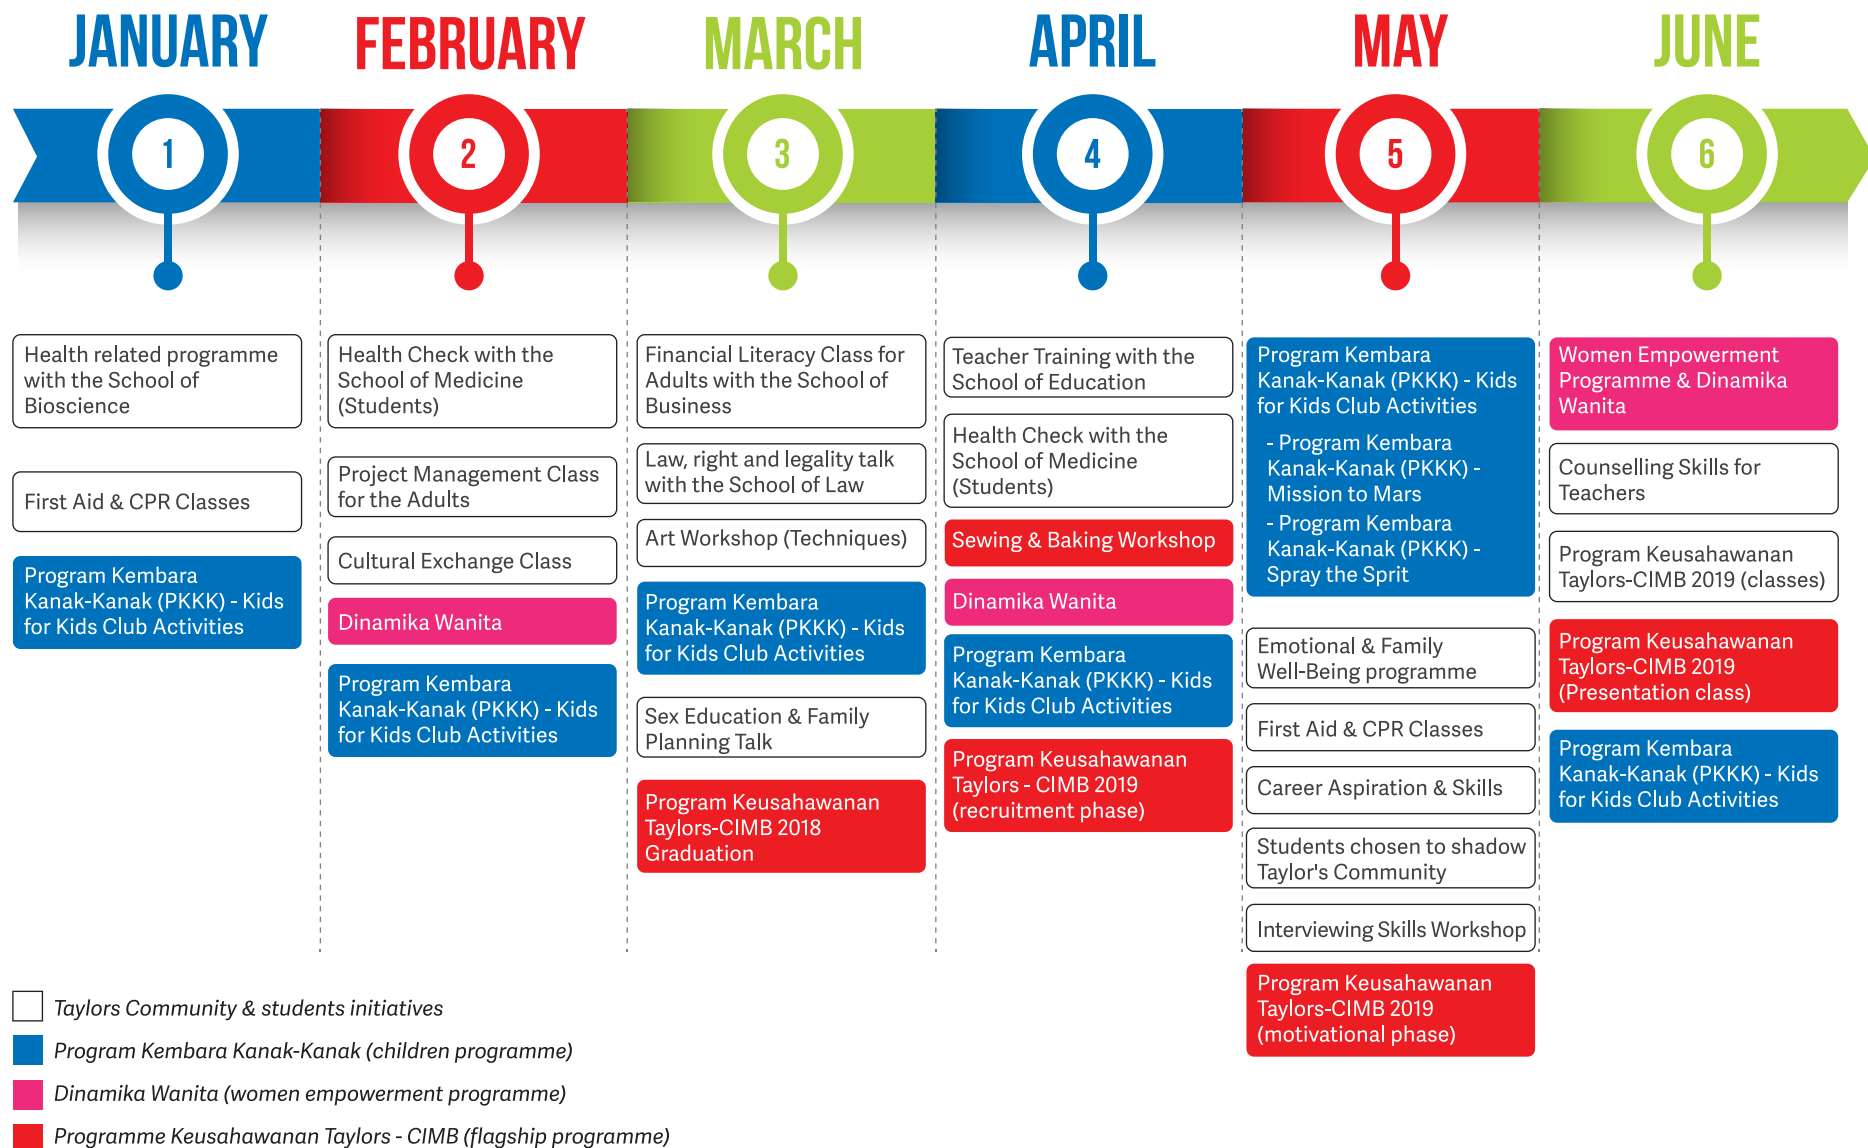 JANUARY
FEBRUARY
MARCH
APRIL
MAY
JUNE
1
2
3
4
5
6
Health related programme
with the School of
Bioscience
First Aid & CPR Classes
Program Kembara
Kanak-Kanak (PKKK) - Kids
for Kids Club Activities
Health Check with the
School of Medicine
(Students)
Project Management Class
for the Adults
Cultural Exchange Class
Dinamika Wanita
Program Kembara
Kanak-Kanak (PKKK) - Kids
for Kids Club Activities
Financial Literacy Class for
Adults with the School of
Business
Law, right and legality talk
with the School of Law
Art Workshop (Techniques)
Program Kembara
Kanak-Kanak (PKKK) - Kids
for Kids Club Activities
Sex Education & Family
Planning Talk
Program Keusahawanan
Taylors-CIMB 2018
Graduation
Teacher Training with the
School of Education
Health Check with the
School of Medicine
(Students)
Sewing & Baking Workshop
Dinamika Wanita
Program Kembara
Kanak-Kanak (PKKK) - Kids
for Kids Club Activities
Program Keusahawanan
Taylors - CIMB 2019
(recruitment phase)
Program Kembara
Kanak-Kanak (PKKK) - Kids
for Kids Club Activities
- Program Kembara
Kanak-Kanak (PKKK) -
Mission to Mars
- Program Kembara
Kanak-Kanak (PKKK) -
Spray the Sprit
Emotional & Family
Well-Being programme
First Aid & CPR Classes
Career Aspiration & Skills
Students chosen to shadow
Taylor's Community
Interviewing Skills Workshop
Program Keusahawanan
Taylors-CIMB 2019
(motivational phase)
Women Empowerment
Programme & Dinamika
Wanita
Counselling Skills for
Teachers
Program Keusahawanan
Taylors-CIMB 2019 (classes)
Program Keusahawanan
Taylors-CIMB 2019
(Presentation class)
Program Kembara
Kanak-Kanak (PKKK) - Kids
for Kids Club Activities
Taylors Community & students initiatives
Program Kembara Kanak-Kanak (children programme)
Dinamika Wanita (women empowerment programme)
Programme Keusahawanan Taylors - CIMB (flagship programme)